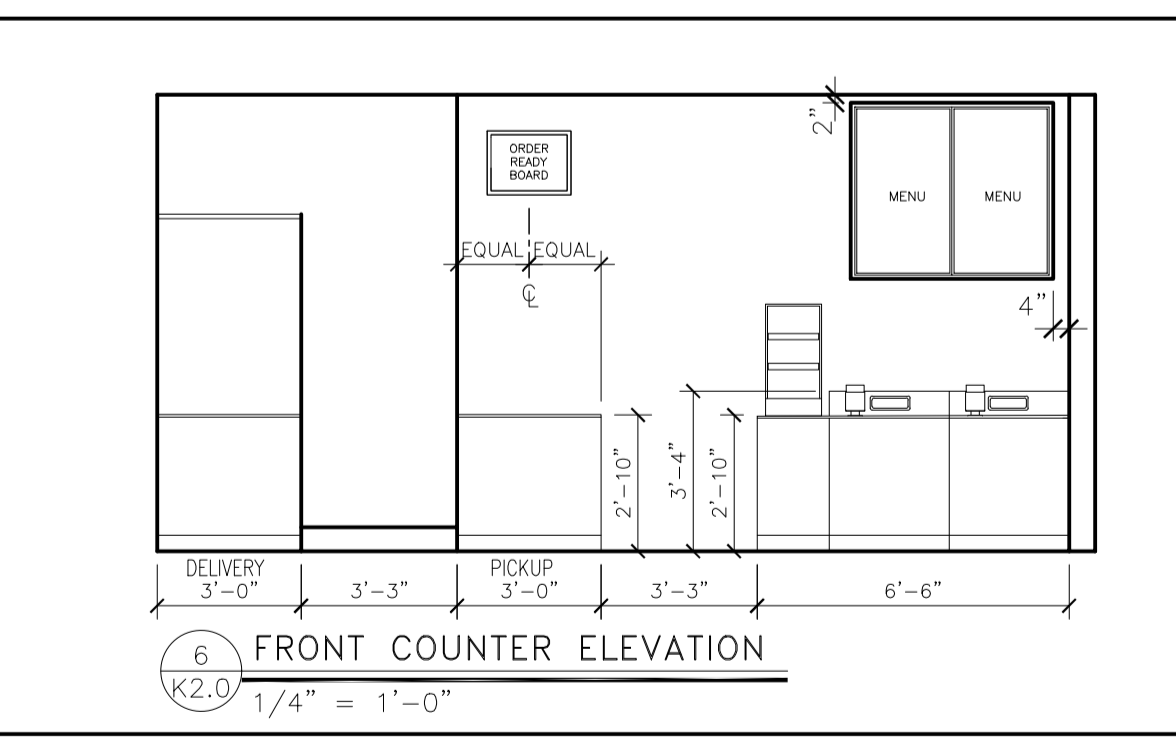 2”
ORDER
READY
BOARD
MENU MENU
EQUAL EQUAL
℄
4”
2’-10” 3’-4” 2’-10”
DELIVERY PICKUP
3’-0” 3’-3” 3’-0” 3’-3” 6’-6”
6 FRONT COUNTER ELEVATION
K2.0 1/4” = 1’-0”